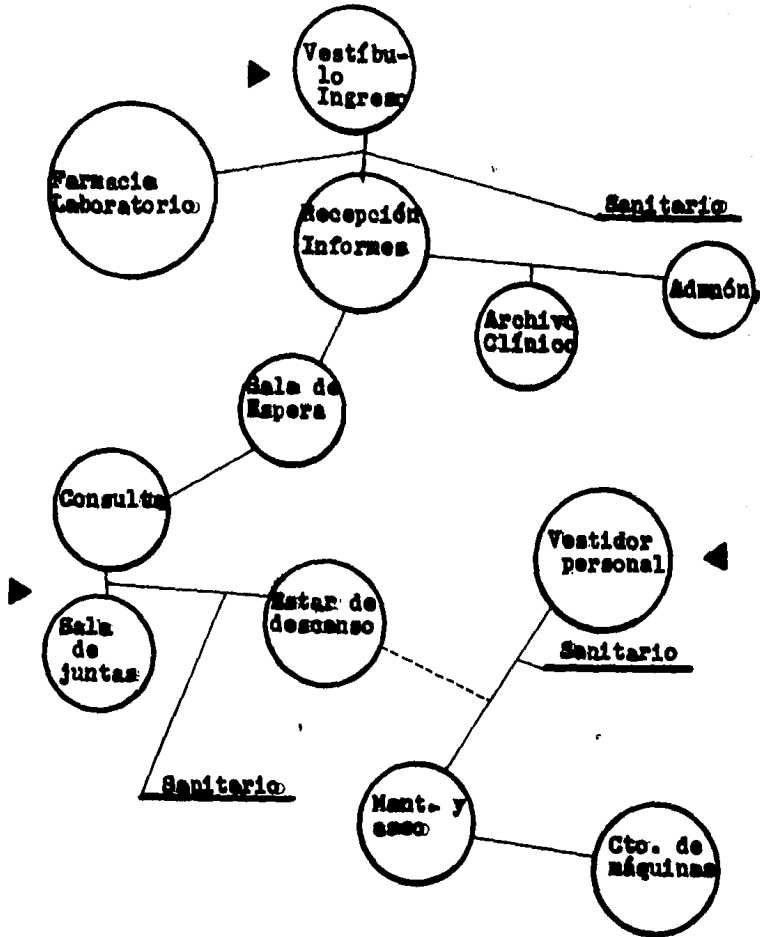 Vestíbu-
lo
Ingreso
Farmacia
Laboratorio
Sanitario
Recepción
Informes
Admnón,
Archivo
Clínico
Sala de
Espera
Consulta
Vestidor
personal
Estar de
descanso
Sala
de
juntas
Sanitario
Sanitario
Mant. y
aseo
Cto. de
máquinas